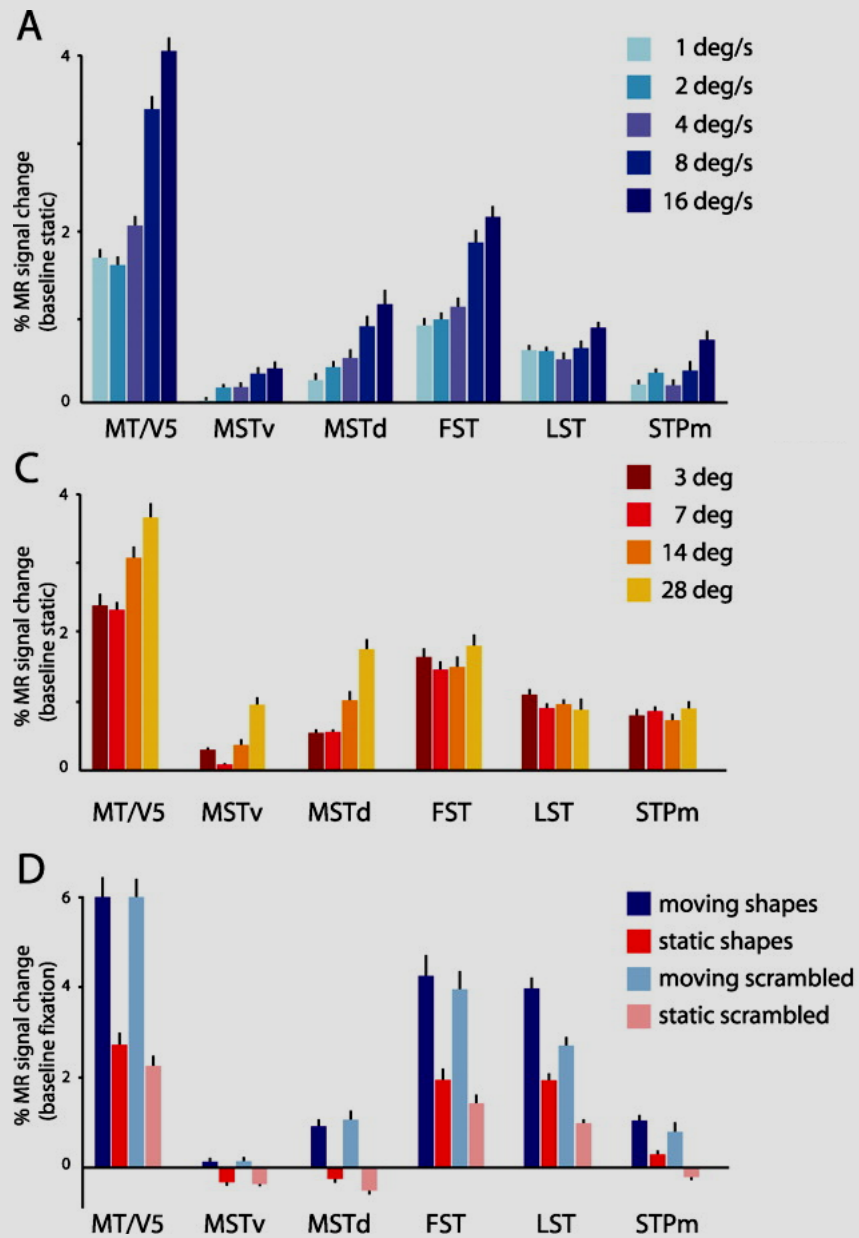 A
% MR signal change
(baseline static)
4
2
0
1 deg/s
2 deg/s
4 deg/s
8 deg/s
16 deg/s
MT/V5 MSTv MSTd FST LST STPm
C
% MR signal change
(baseline static)
4
2
0
3 deg
7 deg
14 deg
28 deg
MT/V5 MSTv MSTd FST LST STPm
D
% MR signal change
(baseline fixation)
6
4
2
0
moving shapes
static shapes
moving scrambled
static scrambled
MT/V5 MSTv MSTd FST LST STPm